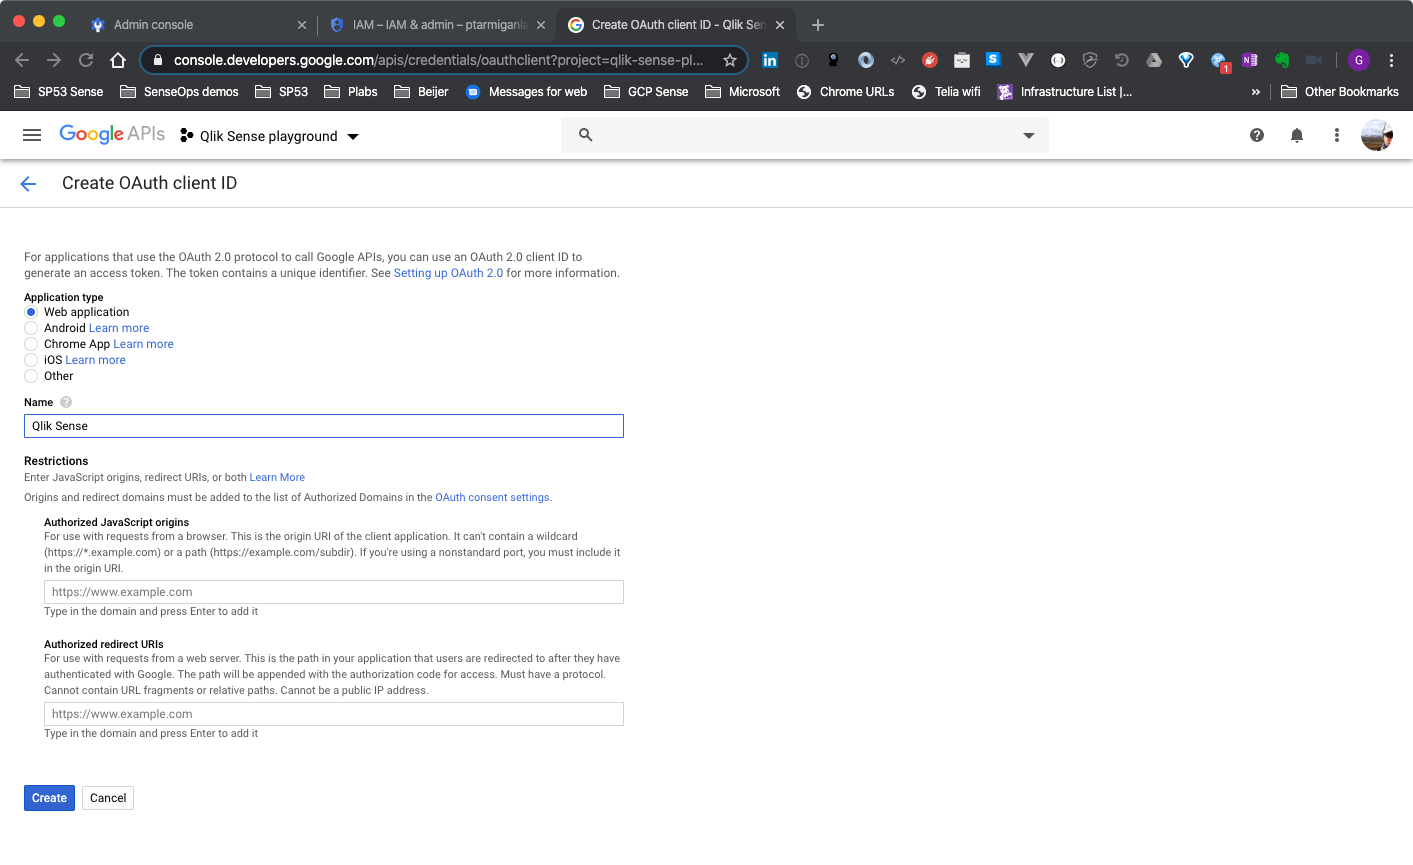 Admin console
IAM – IAM & admin – ptarmiganla
Create OAuth client ID - Qlik Sen
console.developers.google.com/apis/credentials/oauthclient?project=qlik-sense-pl...
1
G
SP53 Sense
SenseOps demos
SP53
Plabs
Beijer
Messages for web
GCP Sense
Microsoft
Chrome URLs
Telia wifi
Infrastructure List |...
»
Other Bookmarks
Google APIs
Qlik Sense playground
Create OAuth client ID
For applications that use the OAuth 2.0 protocol to call Google APIs, you can use an OAuth 2.0 client ID to
generate an access token. The token contains a unique identifier. See Setting up OAuth 2.0 for more information.
Application type
Web application
Android Learn more
Chrome App Learn more
iOS Learn more
Other
Name
Qlik Sense
Restrictions
Enter JavaScript origins, redirect URIs, or both Learn More
Origins and redirect domains must be added to the list of Authorized Domains in the OAuth consent settings.
Authorized JavaScript origins
For use with requests from a browser. This is the origin URI of the client application. It can't contain a wildcard
(https://*.example.com) or a path (https://example.com/subdir). If you're using a nonstandard port, you must include it
in the origin URI.
https://www.example.com
Type in the domain and press Enter to add it
Authorized redirect URIs
For use with requests from a web server. This is the path in your application that users are redirected to after they have
authenticated with Google. The path will be appended with the authorization code for access. Must have a protocol.
Cannot contain URL fragments or relative paths. Cannot be a public IP address.
https://www.example.com
Type in the domain and press Enter to add it
Create
Cancel